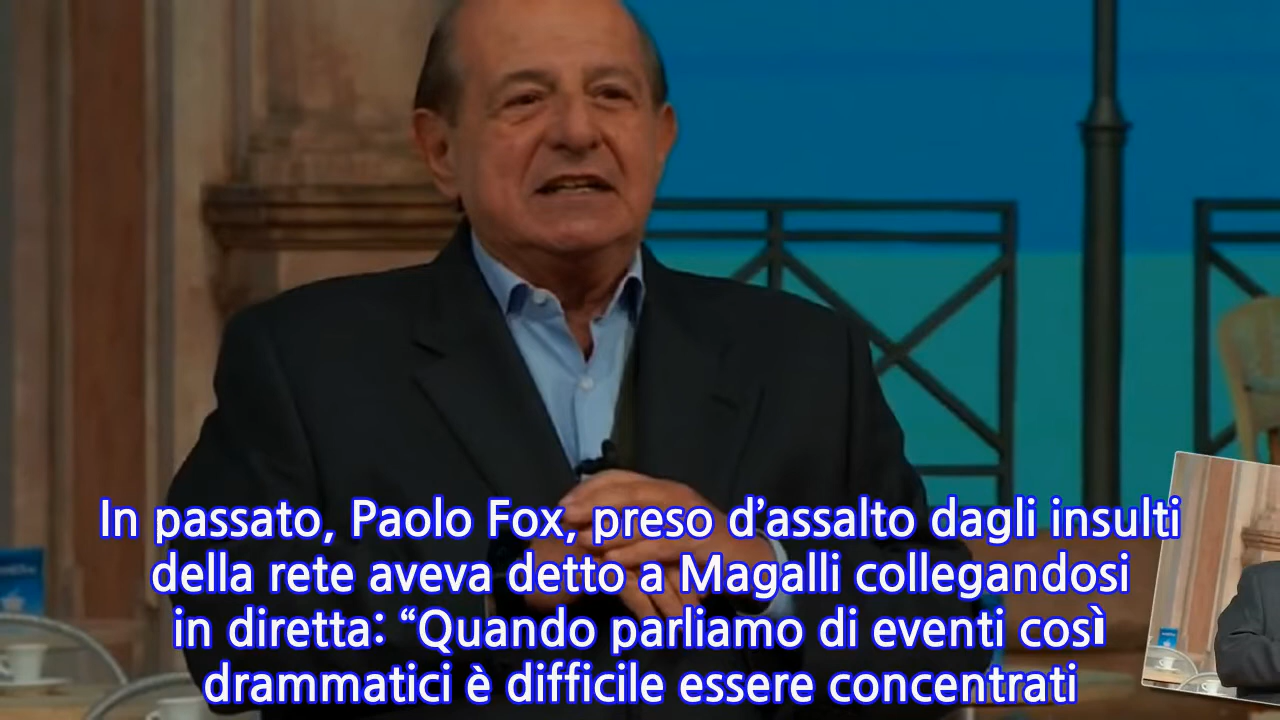 In passato, Paolo Fox, preso d’assalto dagli insulti
della rete aveva detto a Magalli collegandosi
in diretta: “Quando parliamo di eventi così
drammatici è difficile essere concentrati